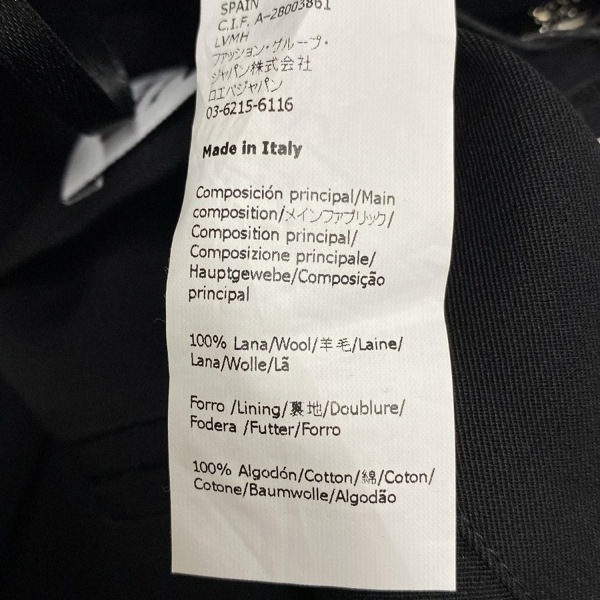 SPAIN
C.I.F. A-28003861
LVMH
ファッション・グループ・
ジャパン株式会社
ロエベジャパン
03-6215-6116
Made in Italy
Composición principal/Main
composition/メインファブリック/
Composition principal/
Composizione principale/
Hauptgewebe/Composição
principal
100% Lana/Wool/羊毛/Laine/
Lana/Wolle/Lã
Forro /Lining/裏地/Doublure/
Fodera /Futter/Forro
100% Algodón/Cotton/綿/Coton/
Cotone/Baumwolle/Algodão